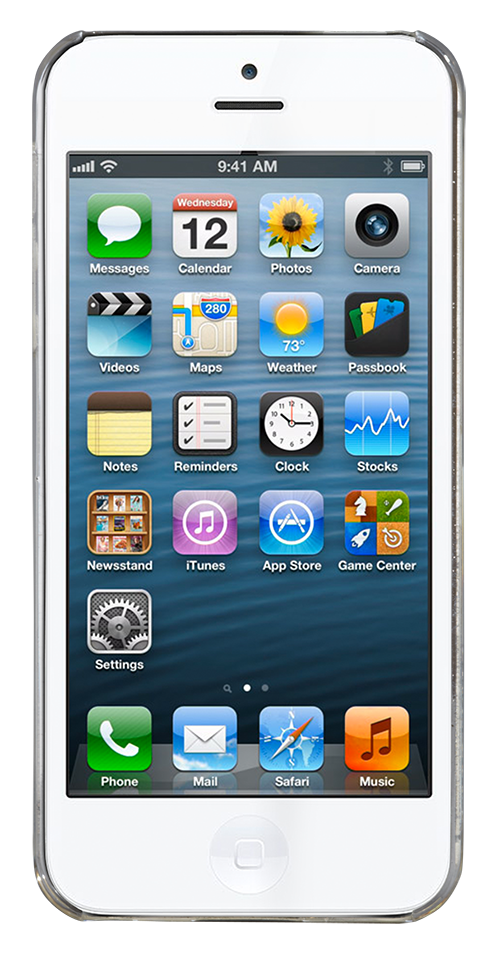 9:41 AM
Wednesday
12
280
73°
Messages Calendar Photos Camera
Videos Maps Weather Passbook
Notes Reminders Clock Stocks
Newsstand iTunes App Store Game Center
Settings
Phone Mail Safari Music